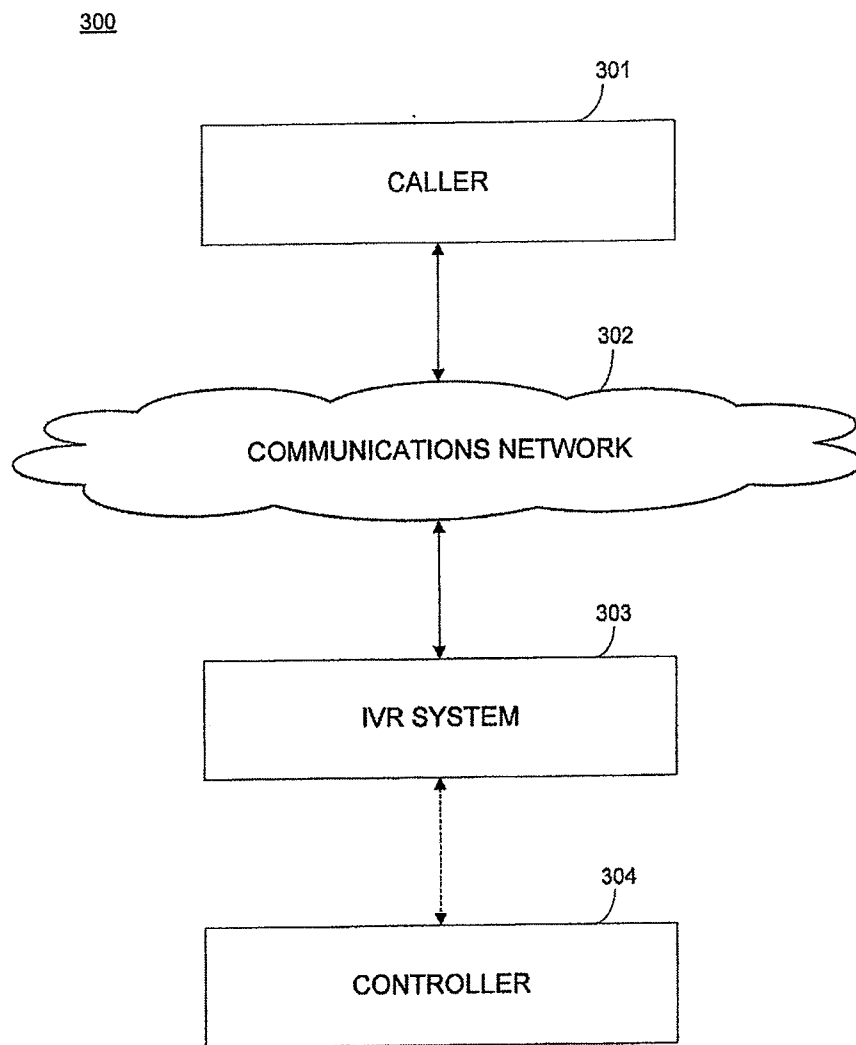 300
301
CALLER
302
COMMUNICATIONS NETWORK
303
IVR SYSTEM
304
CONTROLLER